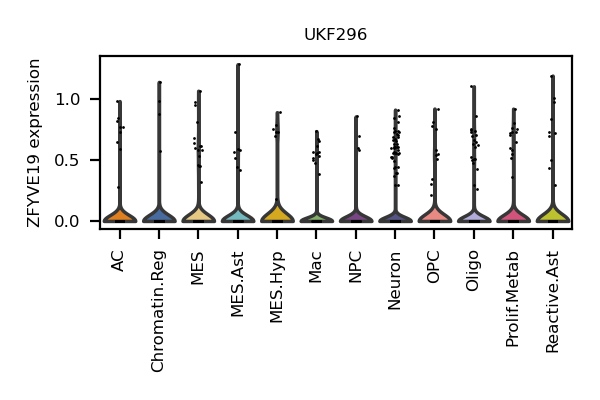 UKF296
ZFYVE19 expression
1.0
0.5
0.0
AC
Chromatin.Reg
MES
MES.Ast
MES.Hyp
Mac
NPC
Neuron
OPC
Oligo
Prolif.Metab
Reactive.Ast